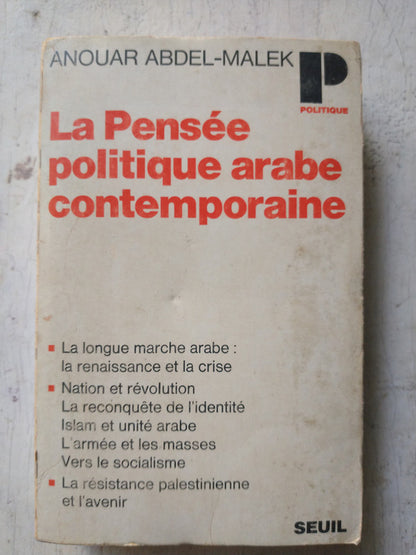 ANOUAR ABDEL-MALEK
P
POLITIQUE
La Pensée
politique arabe
contemporaine
La longue marche arabe :
la renaissance et la crise
Nation et révolution
La reconquête de l'identité
Islam et unité arabe
L'armée et les masses
Vers le socialisme
La résistance palestinienne
et l'avenir
SEUIL